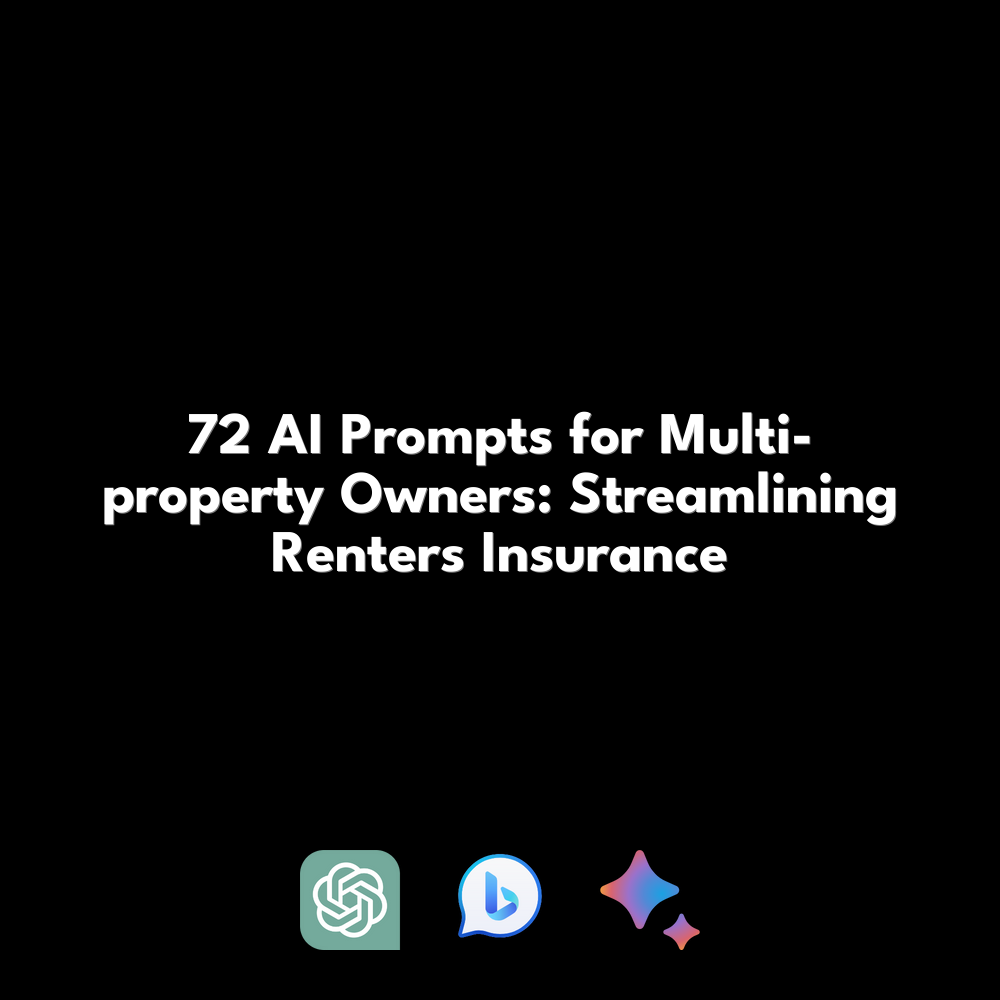 72 AI Prompts for Multi-
property Owners: Streamlining
Renters Insurance